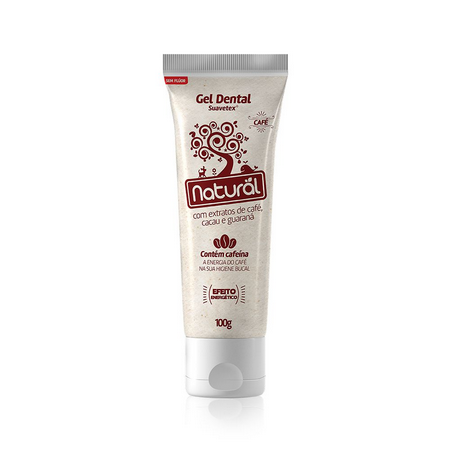 SEM FLÚOR
Gel Dental
Suavetex®
CAFÉ
natural
com extratos de café,
cacau e guaraná
Contém cafeína
A ENERGIA DO CAFÉ
NA SUA HIGIENE BUCAL
EFEITO
ENERGÉTICO
100g